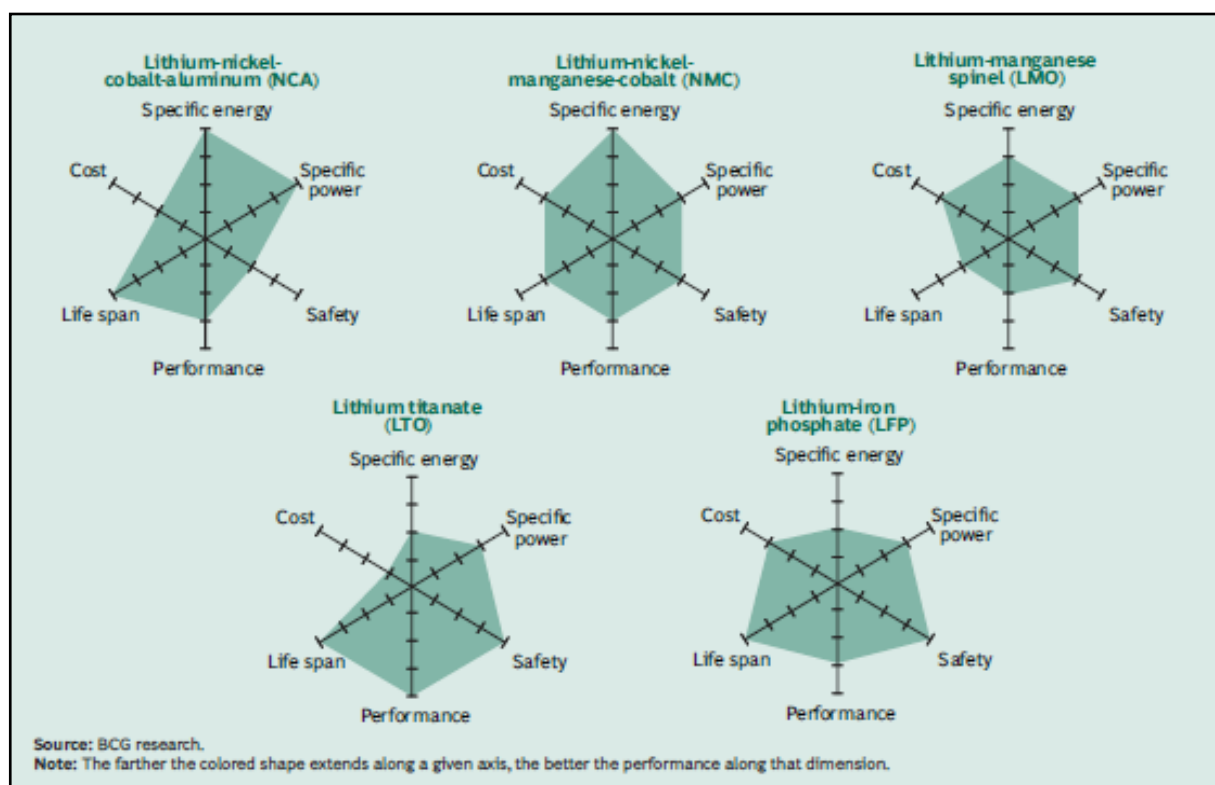 Lithium-nickel-
cobalt-aluminum (NCA)
Specific energy
Cost
Specific
power
Life span
Safety
Performance
Lithium-nickel-
manganese-cobalt (NMC)
Specific energy
Cost
Specific
power
Life span
Safety
Performance
Lithium-manganese
spinel (LMO)
Specific energy
Cost
Specific
power
Life span
Safety
Performance
Lithium titanate
(LTO)
Specific energy
Cost
Specific
power
Life span
Safety
Performance
Lithium-iron
phosphate (LFP)
Specific energy
Cost
Specific
power
Life span
Safety
Performance
Source: BCG research.
Note: The farther the colored shape extends along a given axis, the better the performance along that dimension.